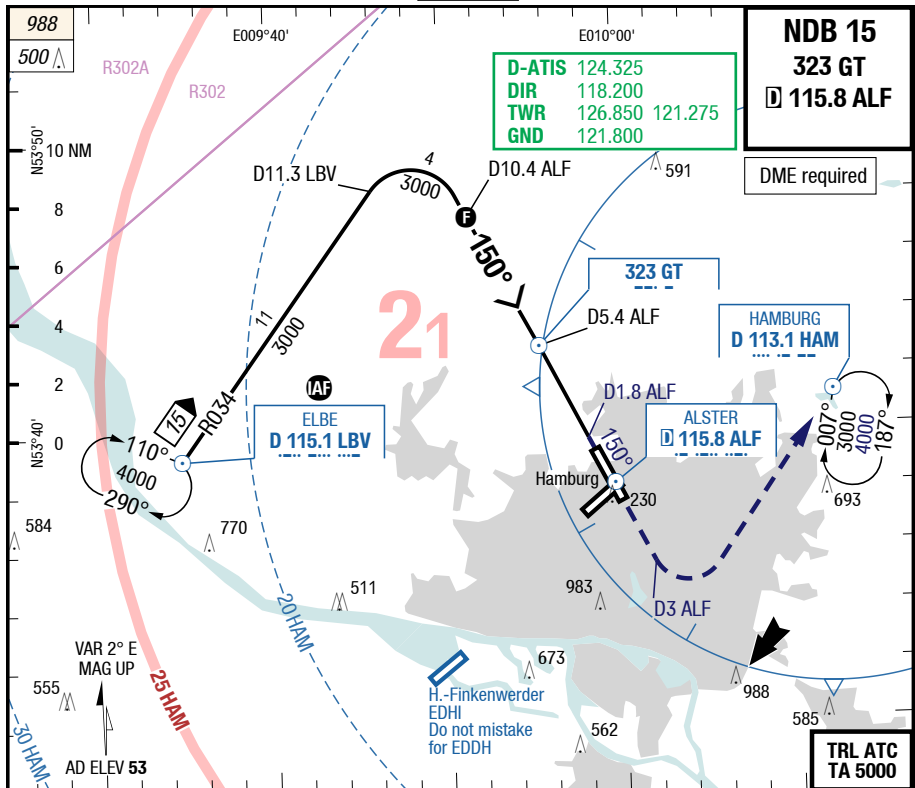 988
500
E009°40'
E010°00'
NDB 15
323 GT
D 115.8 ALF
R302A
R302
D-ATIS 124.325
DIR 118.200
TWR 126.850 121.275
GND 121.800
N53°50'
10 NM
DME required
D11.3 LBV
4
3000
D10.4 ALF
591
8
F
150°
6
21
323 GT
D5.4 ALF
HAMBURG
D 113.1 HAM
4
11
3000
2
IAF
D1.8 ALF
R034
15
ELBE
D 115.1 LBV
ALSTER
D 115.8 ALF
007°
3000
4000
187°
N53°40'
0
110°
4000
290°
150°
Hamburg
230
693
584
770
511
983
D3 ALF
20 HAM
VAR 2° E
MAG UP
555
25 HAM
673
988
585
H.-Finkenwerder
EDHI
Do not mistake
for EDDH
562
30 HAM
AD ELEV 53
TRL ATC
TA 5000